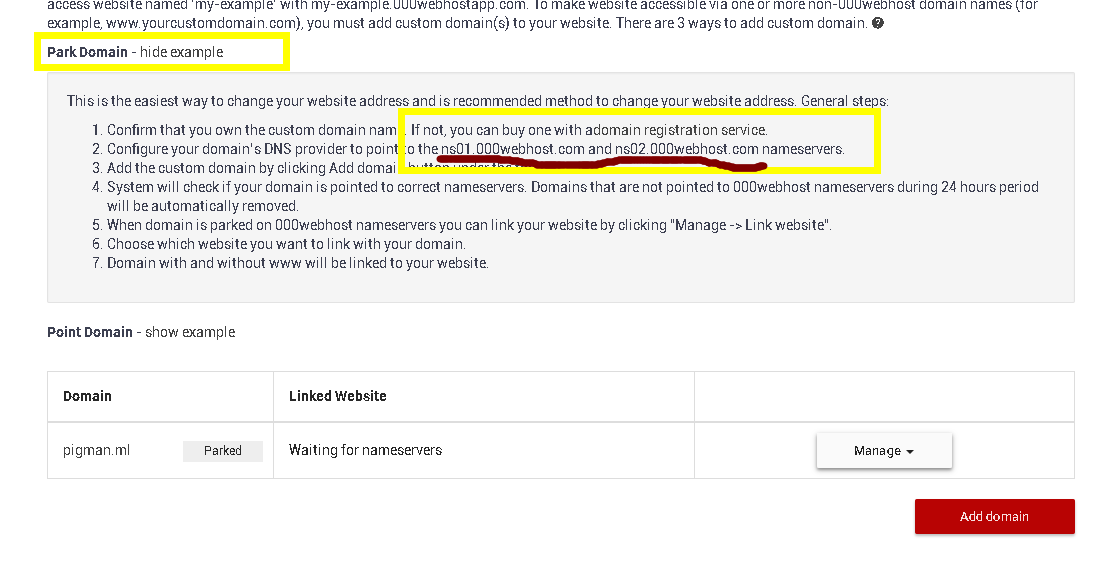 access website named 'my-example' with my-example.000webhostapp.com. To make website accessible via one or more non-000webhost domain names (for
example, www.yourcustomdomain.com), you must add custom domain(s) to your website. There are 3 ways to add custom domain.
Park Domain - hide example
This is the easiest way to change your website address and is recommended method to change your website address. General steps:
1. Confirm that you own the custom domain name. If not, you can buy one with adomain registration service.
2. Configure your domain's DNS provider to point to the ns01.000webhost.com and ns02.000webhost.com nameservers.
3. Add the custom domain by clicking Add domain button under the
4. System will check if your domain is pointed to correct nameservers. Domains that are not pointed to 000webhost nameservers during 24 hours period
will be automatically removed.
5. When domain is parked on 000webhost nameservers you can link your website by clicking "Manage -> Link website".
6. Choose which website you want to link with your domain.
7. Domain with and without www will be linked to your website.
Point Domain - show example
Domain Linked Website
pigman.ml Parked Waiting for nameservers Manage
Add domain